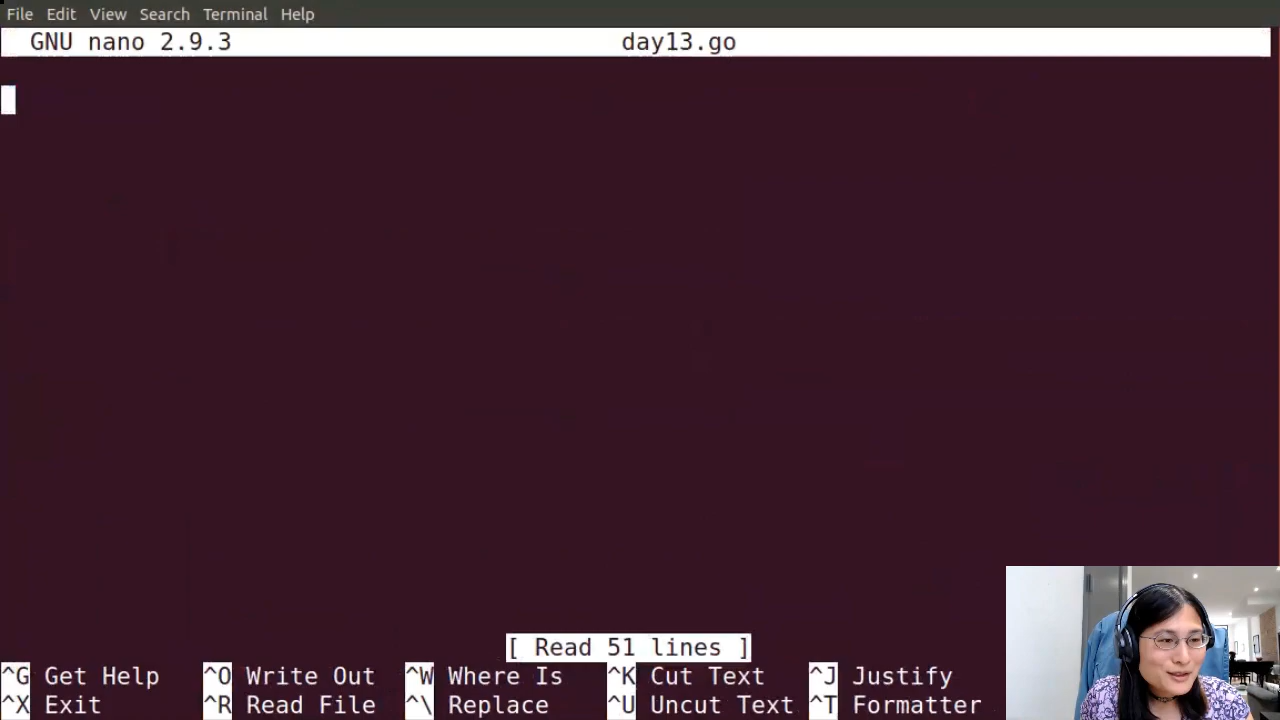 File Edit View Search Terminal Help
GNU nano 2.9.3 day13.go
[ Read 51 lines ]
^G Get Help ^O Write Out ^W Where Is ^K Cut Text ^J Justify
^X Exit ^R Read File ^\ Replace ^U Uncut Text ^T Formatter